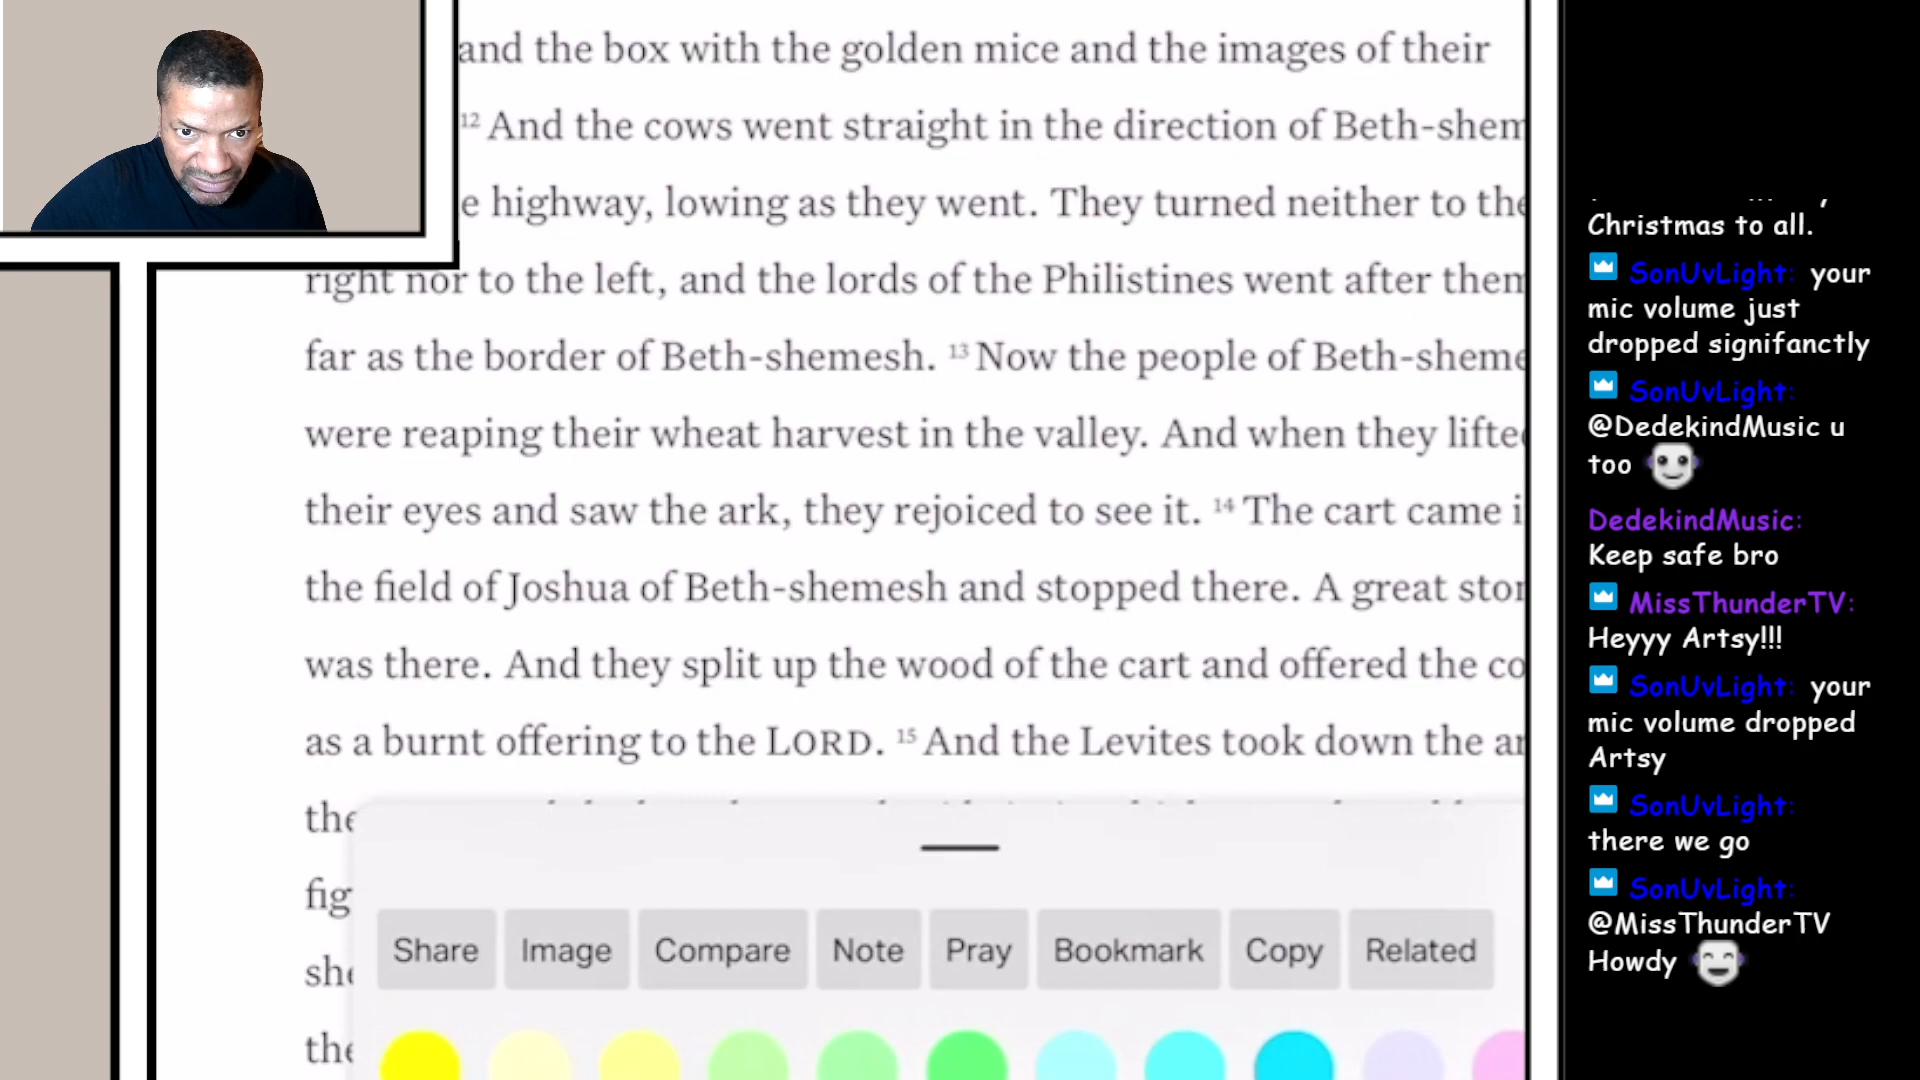 and the box with the golden mice and the images of their
12 And the cows went straight in the direction of Beth-shem
e highway, lowing as they went. They turned neither to the
right nor to the left, and the lords of the Philistines went after them
far as the border of Beth-shemesh. 13 Now the people of Beth-sheme
were reaping their wheat harvest in the valley. And when they lifte
their eyes and saw the ark, they rejoiced to see it. 14 The cart came i
the field of Joshua of Beth-shemesh and stopped there. A great sto
was there. And they split up the wood of the cart and offered the co
as a burnt offering to the LORD. 15 And the Levites took down the ar
the
fig
she
the
Share Image Compare Note Pray Bookmark Copy Related
Christmas to all.
SonUvLight: your
mic volume just
dropped signifanctly
SonUvLight:
@DedekindMusic u
too
DedekindMusic:
Keep safe bro
MissThunderTV:
Heyyy Artsy!!!
SonUvLight: your
mic volume dropped
Artsy
SonUvLight:
there we go
SonUvLight:
@MissThunderTV
Howdy